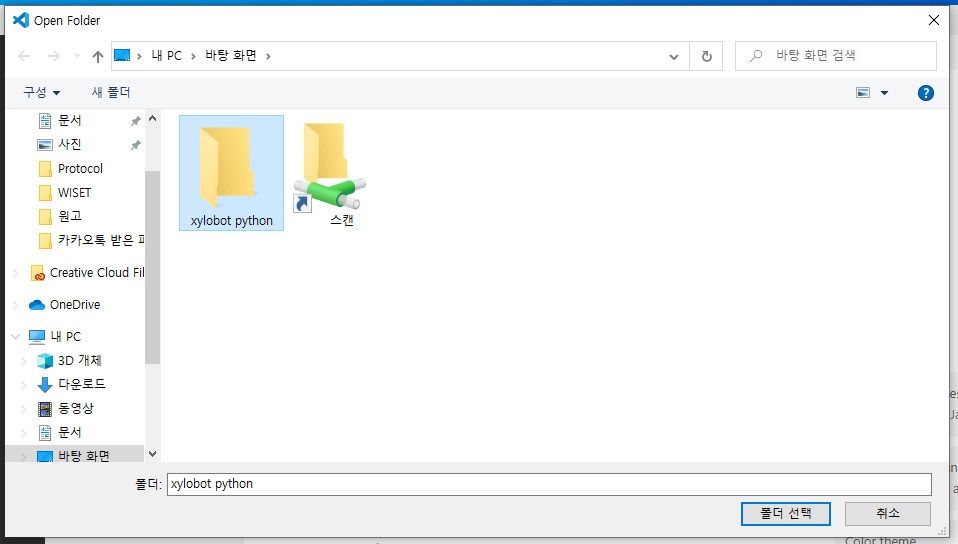 Open Folder
내 PC
바탕 화면
바탕 화면 검색
구성
새 폴더
문서
사진
Protocol
WISET
원고
카카오톡 받은 
Creative Cloud Fil
OneDrive
내 PC
3D 개체
다운로드
동영상
문서
바탕 화면
xylobot python
스캔
폴더:
xylobot python
폴더 선택
취소
Color theme